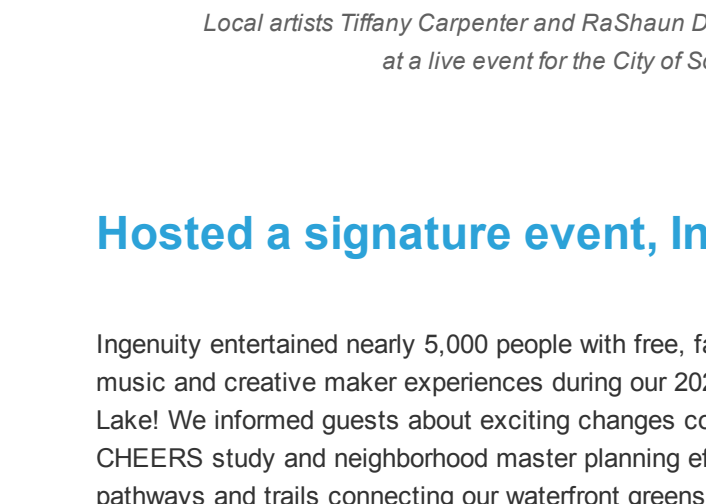 Local artists Tiffany Carpenter and RaShaun
at a live event for the City of
Hosted a signature event,
Ingenuity entertained nearly 5,000 people with free,
music and creative maker experiences during our
Lake! We informed guests about exciting changes
CHEERS study and neighborhood master planning
pathways and trails connecting our waterfront